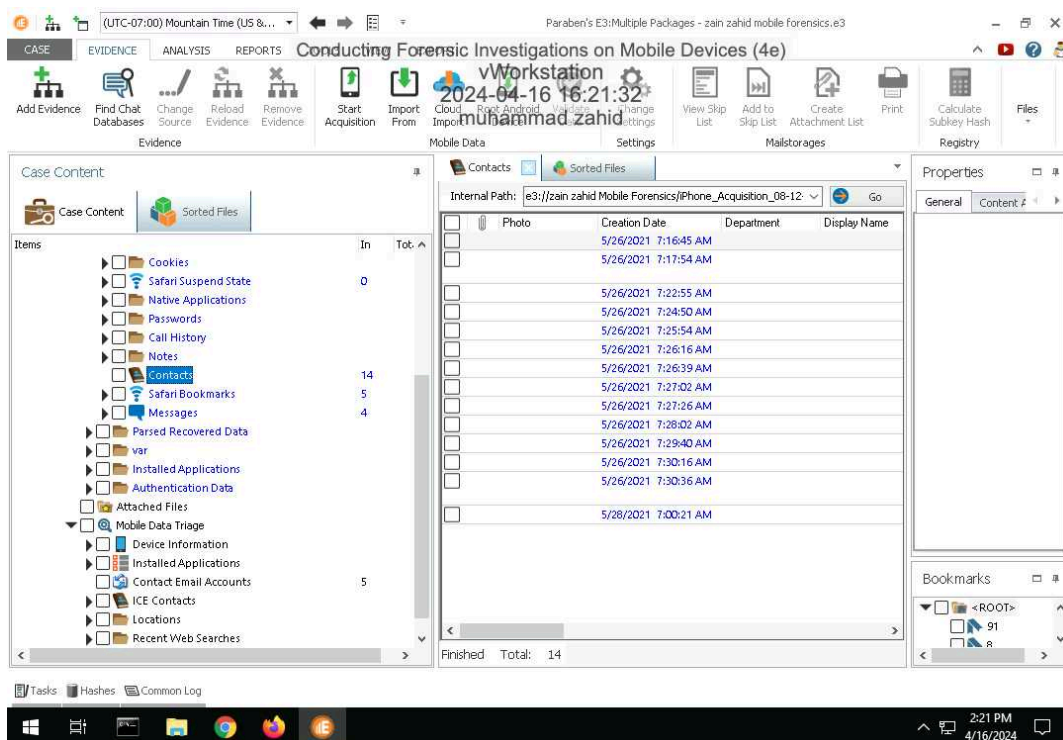 (UTC-07:00) Mountain Time (US &...
Paraben's E3:Multiple Packages - zain zahid mobile forensics.e3
CASE EVIDENCE ANALYSIS REPORTS
Conducting Forensic Investigations on Mobile Devices (4e)
vWorkstation
2024-04-16 16:21:32
muhammad zahid
Add Evidence
Find Chat Databases
Change Source
Reload Evidence
Remove Evidence
Start Acquisition
Import From
Cloud Import
Root Android
Change Settings
View Skip List
Add to Skip List
Create Attachment List
Print
Calculate Subkey Hash
Files
Evidence
Mobile Data
Settings
Mailstorages
Registry
Case Content
Case Content
Sorted Files
Items In Tot
Cookies
Safari Suspend State 0
Native Applications
Passwords
Call History
Notes
Contacts 14
Safari Bookmarks 5
Messages 4
Parsed Recovered Data
var
Installed Applications
Authentication Data
Attached Files
Mobile Data Triage
Device Information
Installed Applications
Contact Email Accounts 5
ICE Contacts
Locations
Recent Web Searches
Contacts
Sorted Files
Internal Path: e3://zain zahid Mobile Forensics/iPhone_Acquisition_08-12- Go
Photo Creation Date Department Display Name
5/26/2021 7:16:45 AM
5/26/2021 7:17:54 AM
5/26/2021 7:22:55 AM
5/26/2021 7:24:50 AM
5/26/2021 7:25:54 AM
5/26/2021 7:26:16 AM
5/26/2021 7:26:39 AM
5/26/2021 7:27:02 AM
5/26/2021 7:27:26 AM
5/26/2021 7:28:02 AM
5/26/2021 7:29:40 AM
5/26/2021 7:30:16 AM
5/26/2021 7:30:36 AM
5/28/2021 7:00:21 AM
Finished Total: 14
Properties
General Content A
Bookmarks
<ROOT>
91
8
Tasks Hashes Common Log
2:21 PM
4/16/2024